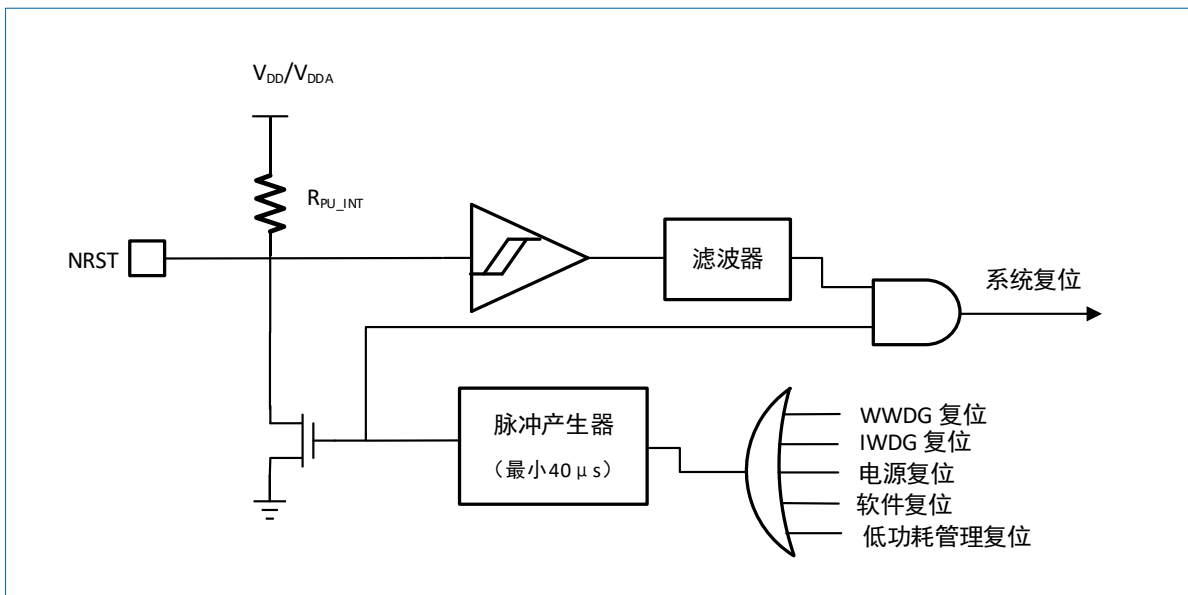 VDD/VDDA
RPU_INT
NRST
滤波器
系统复位
脉冲产生器
（最小40μs）
WWDG 复位
IWDG 复位
电源复位
软件复位
低功耗管理复位